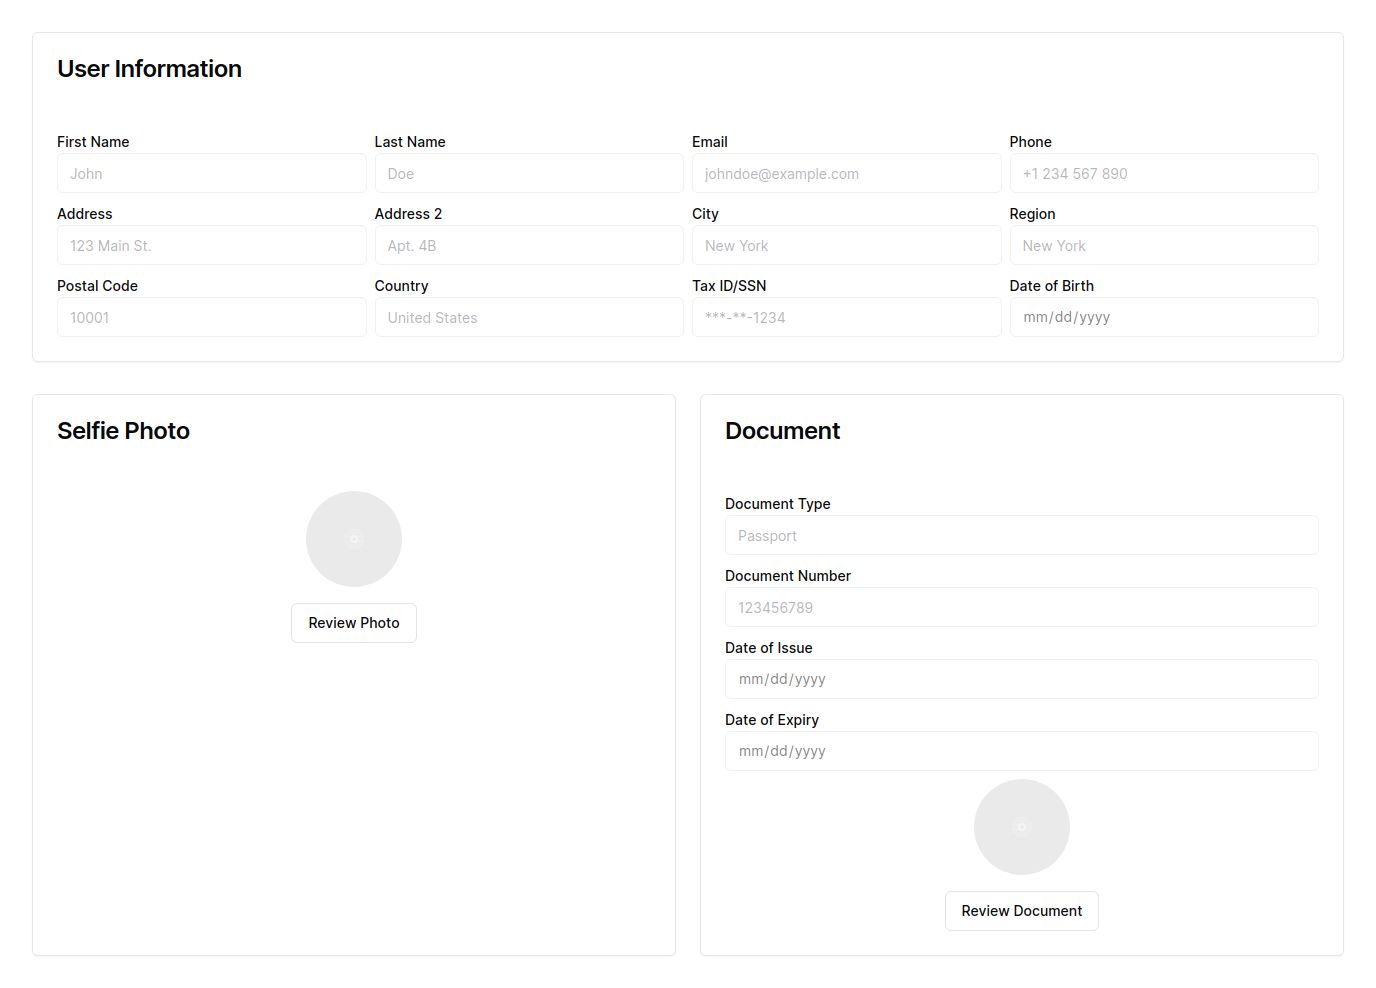 User Information
First Name Last Name Email Phone
John Doe johndoe@example.com +1 234 567 890
Address Address 2 City Region
123 Main St. Apt. 4B New York New York
Postal Code Country Tax ID/SSN Date of Birth
10001 United States ***-**-1234 mm/dd/yyyy
Selfie Photo
Review Photo
Document
Document Type
Passport
Document Number
123456789
Date of Issue
mm/dd/yyyy
Date of Expiry
mm/dd/yyyy
Review Document